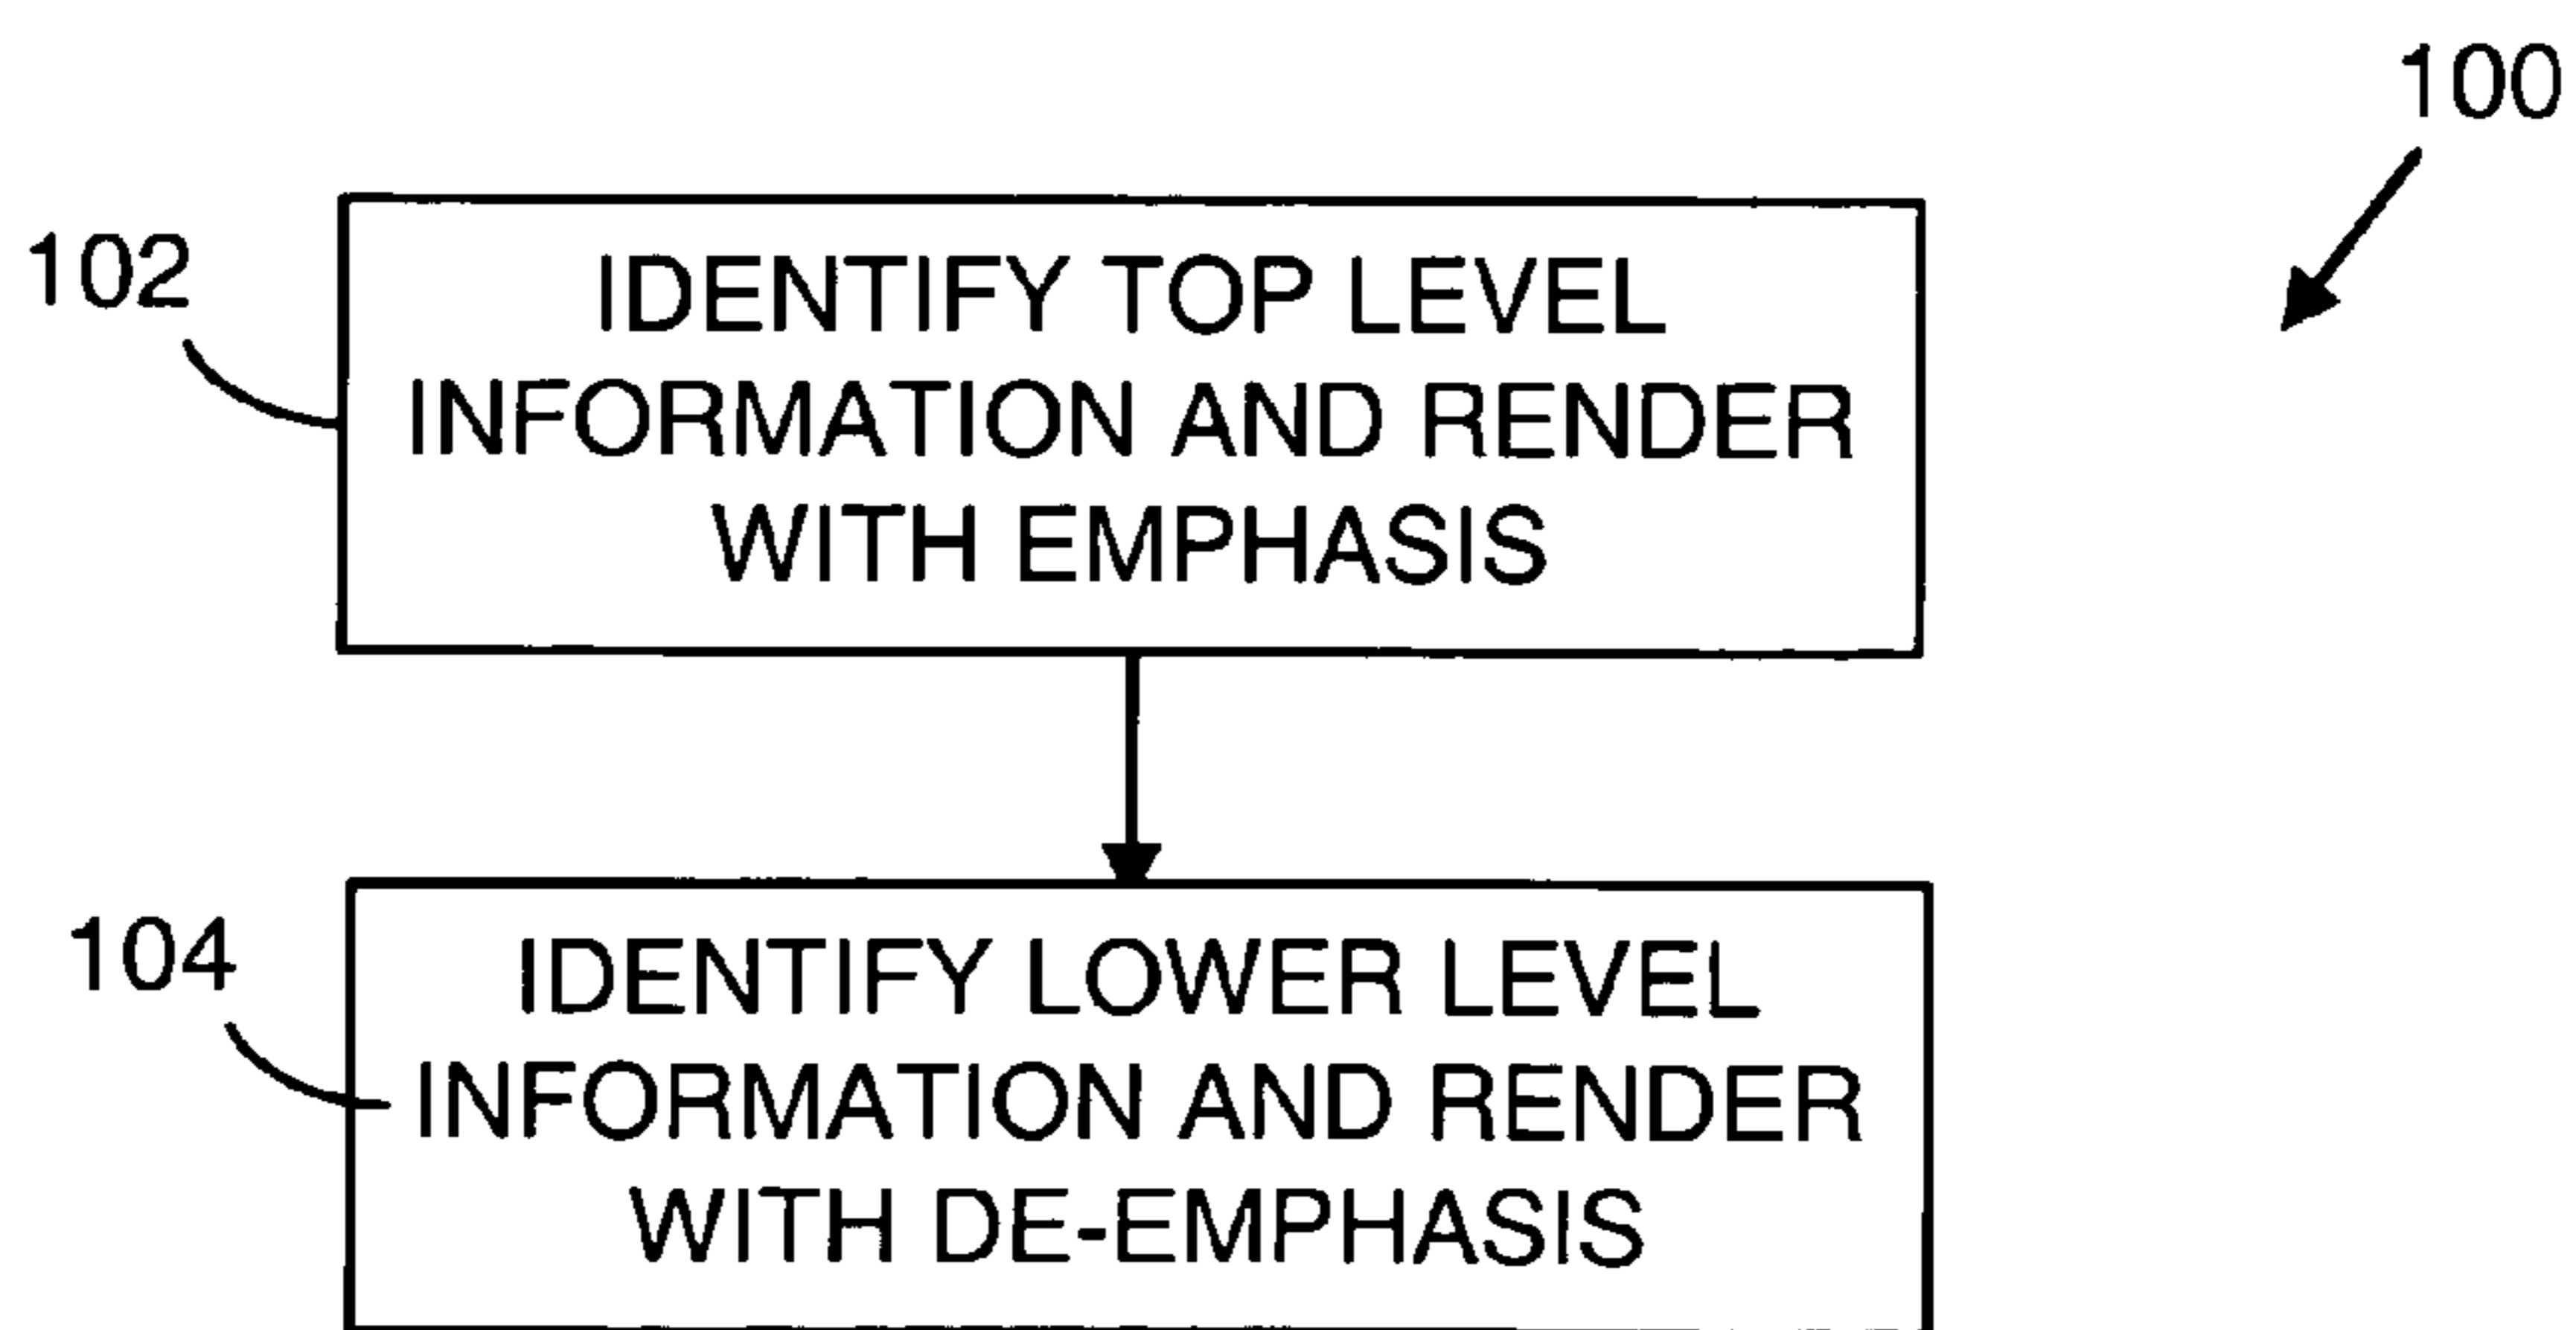 100
102
IDENTIFY TOP LEVEL
INFORMATION AND RENDER
WITH EMPHASIS
104
IDENTIFY LOWER LEVEL
INFORMATION AND RENDER
WITH DE-EMPHASIS